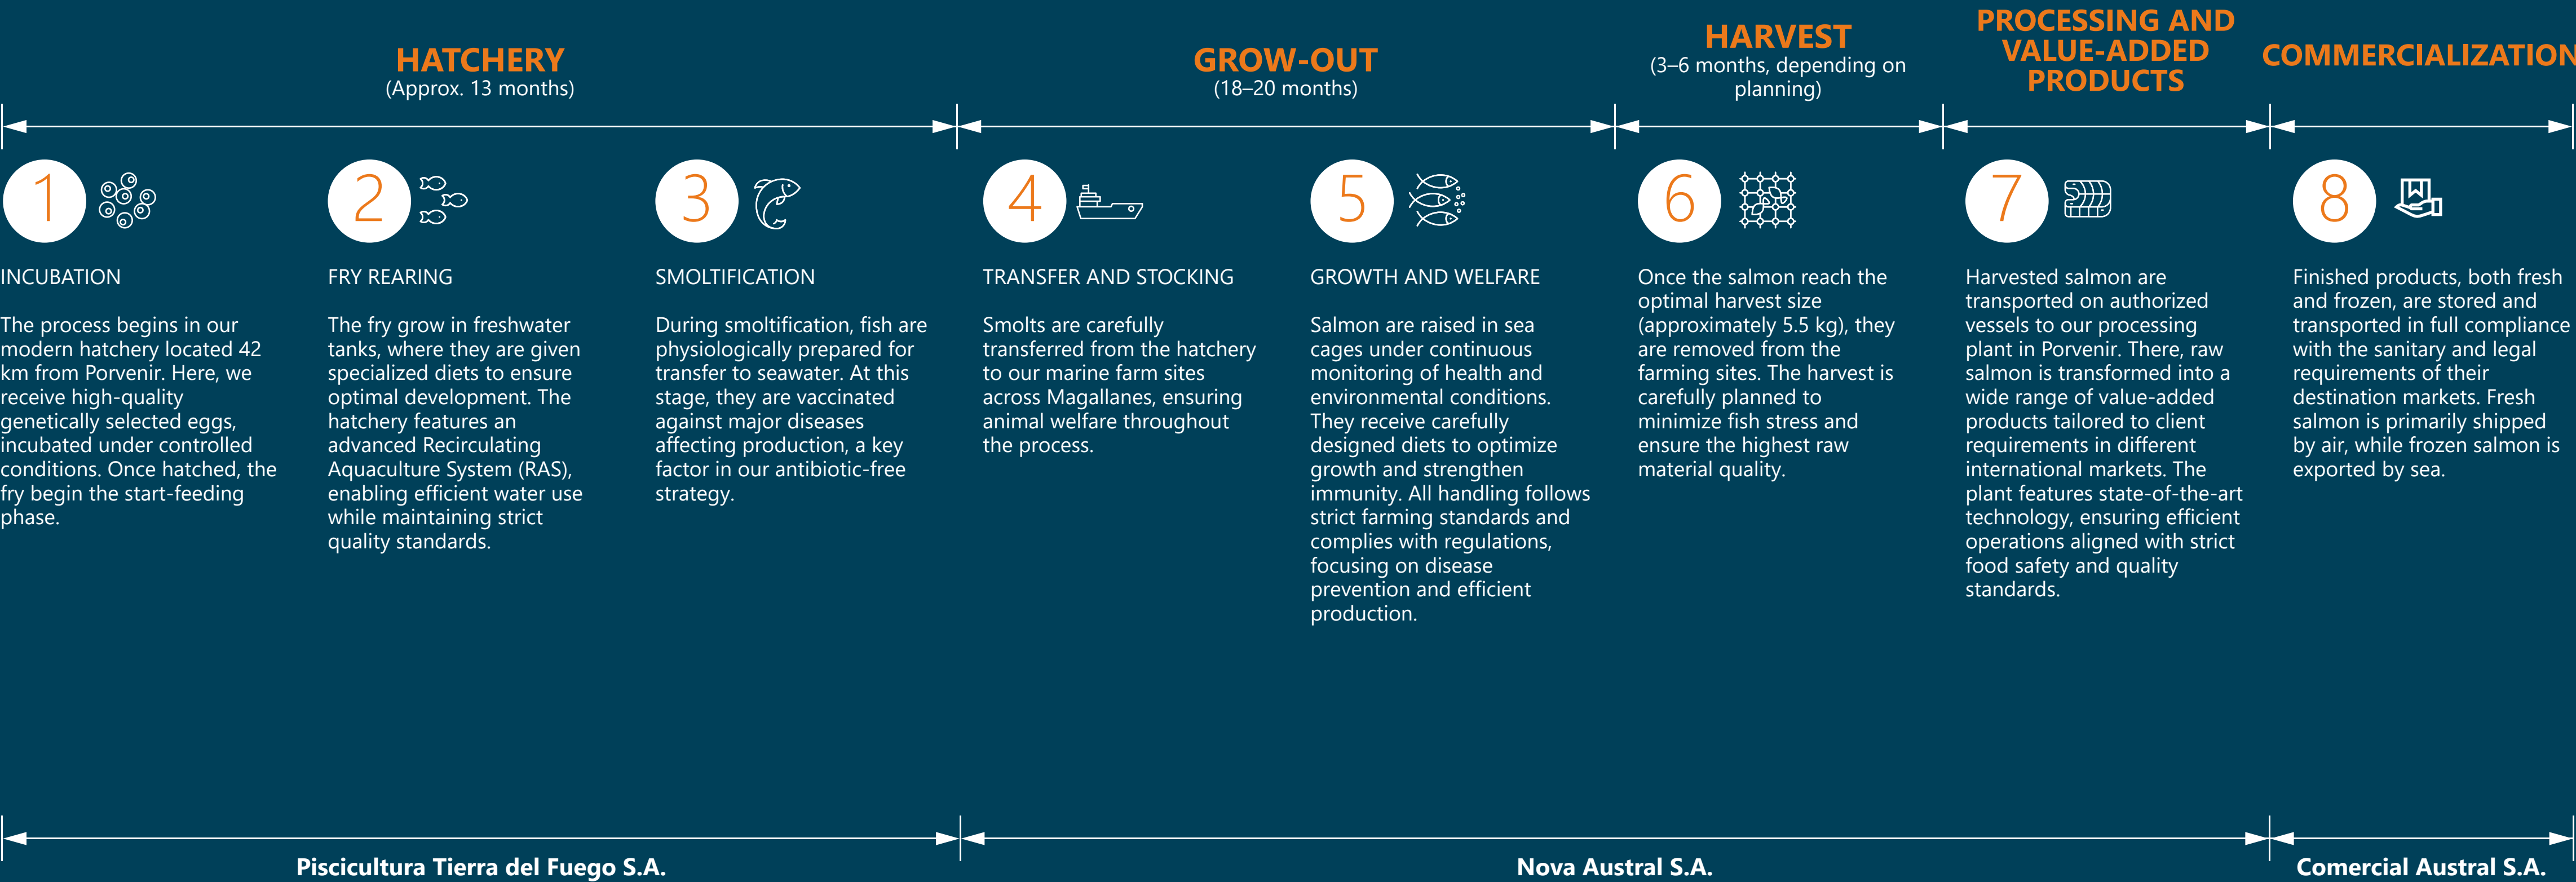 HATCHERY
(Approx. 13 months)
GROW-OUT
(18–20 months)
HARVEST
(3–6 months, depending on
planning)
PROCESSING AND
VALUE-ADDED
PRODUCTS
COMMERCIALIZATION
1
INCUBATION
The process begins in our
modern hatchery located 42
km from Porvenir. Here, we
receive high-quality
genetically selected eggs,
incubated under controlled
conditions. Once hatched, the
fry begin the start-feeding
phase.
2
FRY REARING
The fry grow in freshwater
tanks, where they are given
specialized diets to ensure
optimal development. The
hatchery features an
advanced Recirculating
Aquaculture System (RAS),
enabling efficient water use
while maintaining strict
quality standards.
3
SMOLTIFICATION
During smoltification, fish are
physiologically prepared for
transfer to seawater. At this
stage, they are vaccinated
against major diseases
affecting production, a key
factor in our antibiotic-free
strategy.
4
TRANSFER AND STOCKING
Smolts are carefully
transferred from the hatchery
to our marine farm sites
across Magallanes, ensuring
animal welfare throughout
the process.
5
GROWTH AND WELFARE
Salmon are raised in sea
cages under continuous
monitoring of health and
environmental conditions.
They receive carefully
designed diets to optimize
growth and strengthen
immunity. All handling follows
strict farming standards and
complies with regulations,
focusing on disease
prevention and efficient
production.
6
Once the salmon reach the
optimal harvest size
(approximately 5.5 kg), they
are removed from the
farming sites. The harvest is
carefully planned to
minimize fish stress and
ensure the highest raw
material quality.
7
Harvested salmon are
transported on authorized
vessels to our processing
plant in Porvenir. There, raw
salmon is transformed into a
wide range of value-added
products tailored to client
requirements in different
international markets. The
plant features state-of-the-art
technology, ensuring efficient
operations aligned with strict
food safety and quality
standards.
8
Finished products, both fresh
and frozen, are stored and
transported in full compliance
with the sanitary and legal
requirements of their
destination markets. Fresh
salmon is primarily shipped
by air, while frozen salmon is
exported by sea.
Piscicultura Tierra del Fuego S.A.
Nova Austral S.A.
Comercial Austral S.A.